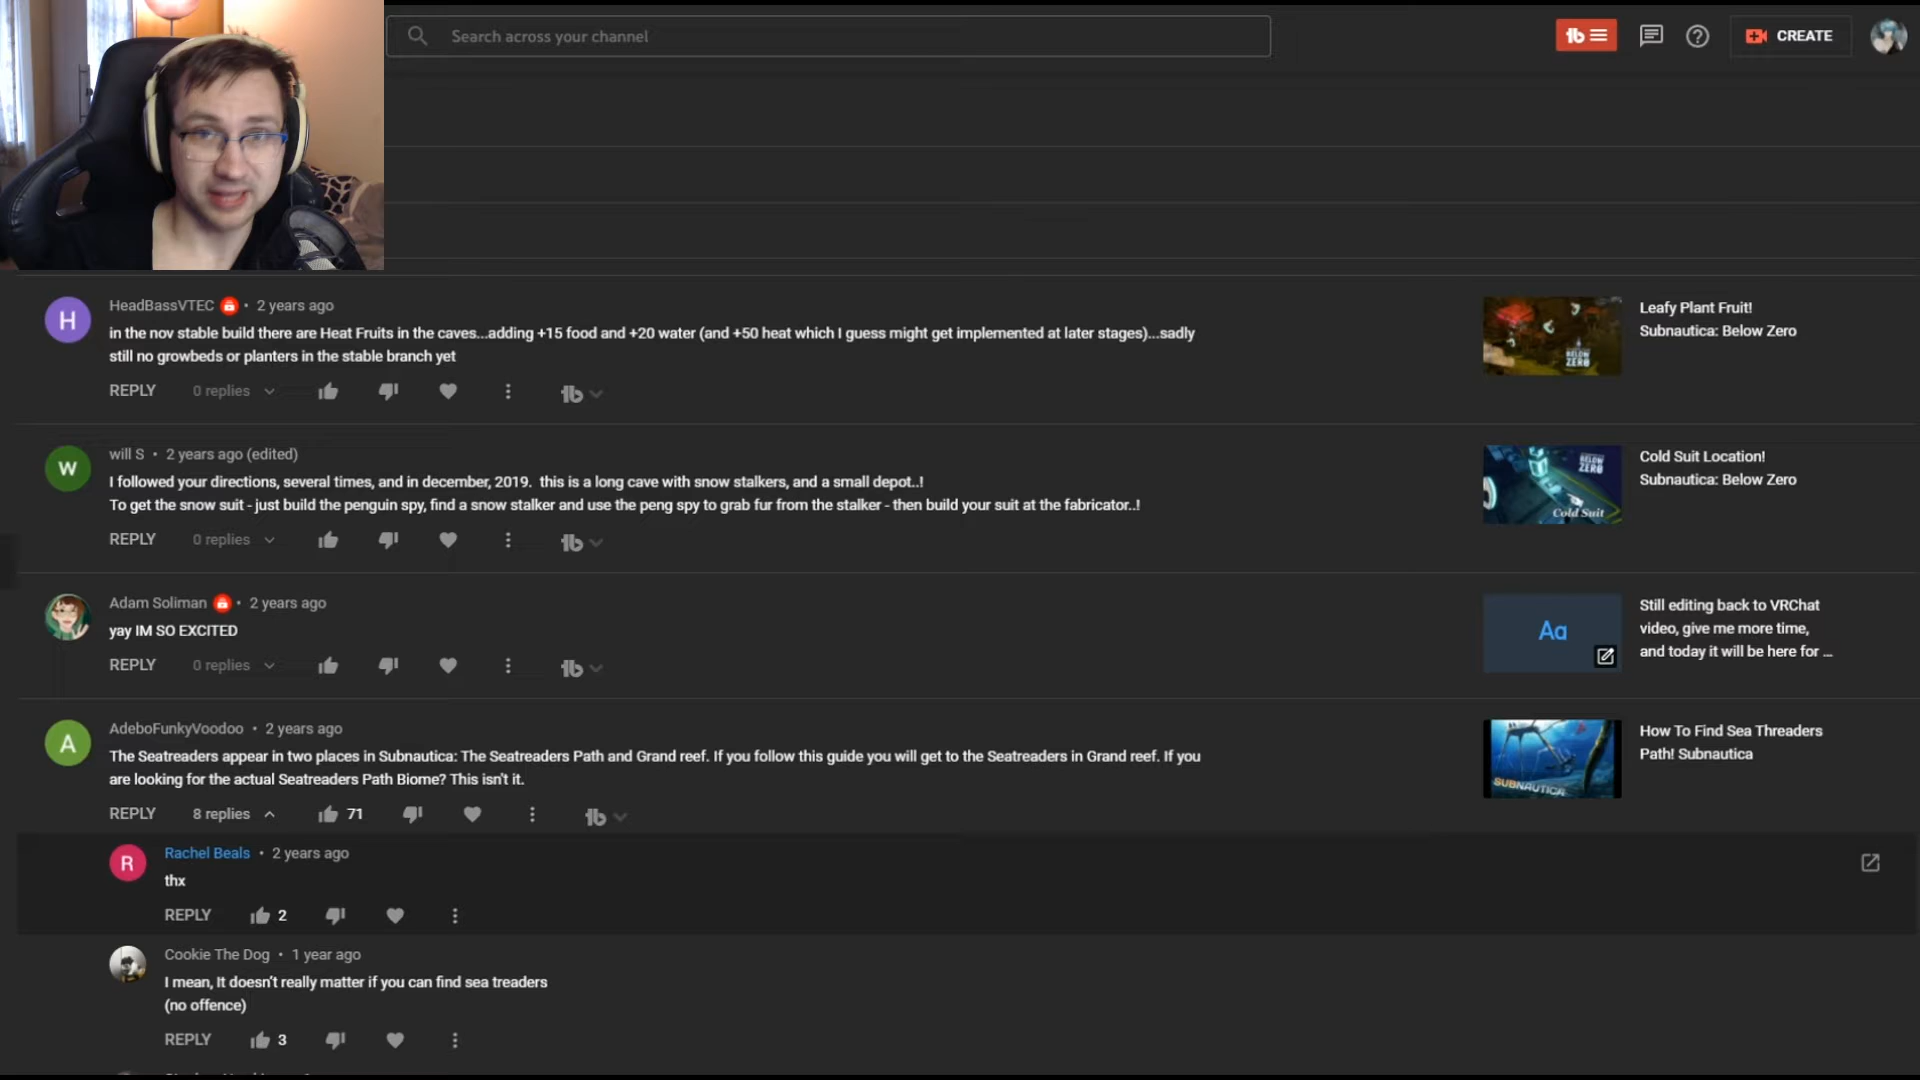 Search across your channel
CREATE
HeadBassVTEC • 2 years ago
in the nov stable build there are Heat Fruits in the caves...adding +15 food and +20 water (and +50 heat which I guess might get implemented at later stages)...sadly
still no growbeds or planters in the stable branch yet
REPLY 0 replies
BELOW ZERO
Leafy Plant Fruit!
Subnautica: Below Zero
W
will S • 2 years ago (edited)
I followed your directions, several times, and in december, 2019. this is a long cave with snow stalkers, and a small depot..!
To get the snow suit - just build the penguin spy, find a snow stalker and use the peng spy to grab fur from the stalker - then build your suit at the fabricator..!
REPLY 0 replies
BELOW ZERO
Cold Suit
Cold Suit Location!
Subnautica: Below Zero
Adam Soliman • 2 years ago
yay IM SO EXCITED
REPLY 0 replies
Aa
Still editing back to VRChat
video, give me more time,
and today it will be here for ...
A
AdeboFunkyVoodoo • 2 years ago
The Seatreaders appear in two places in Subnautica: The Seatreaders Path and Grand reef. If you follow this guide you will get to the Seatreaders in Grand reef. If you
are looking for the actual Seatreaders Path Biome? This isn't it.
REPLY 8 replies 71
SUBNAUTICA
How To Find Sea Threaders
Path! Subnautica
R
Rachel Beals • 2 years ago
thx
REPLY 2
Cookie The Dog • 1 year ago
I mean, It doesn't really matter if you can find sea treaders
(no offence)
REPLY 3